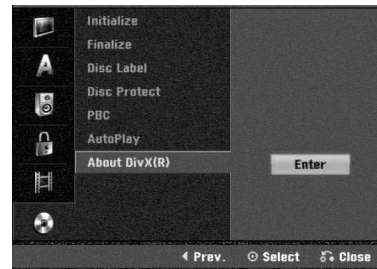 Initialize
Finalize
Disc Label
Disc Protect
PBC
AutoPlay
About DivX(R)
Enter
A
Prev.
Select
Close